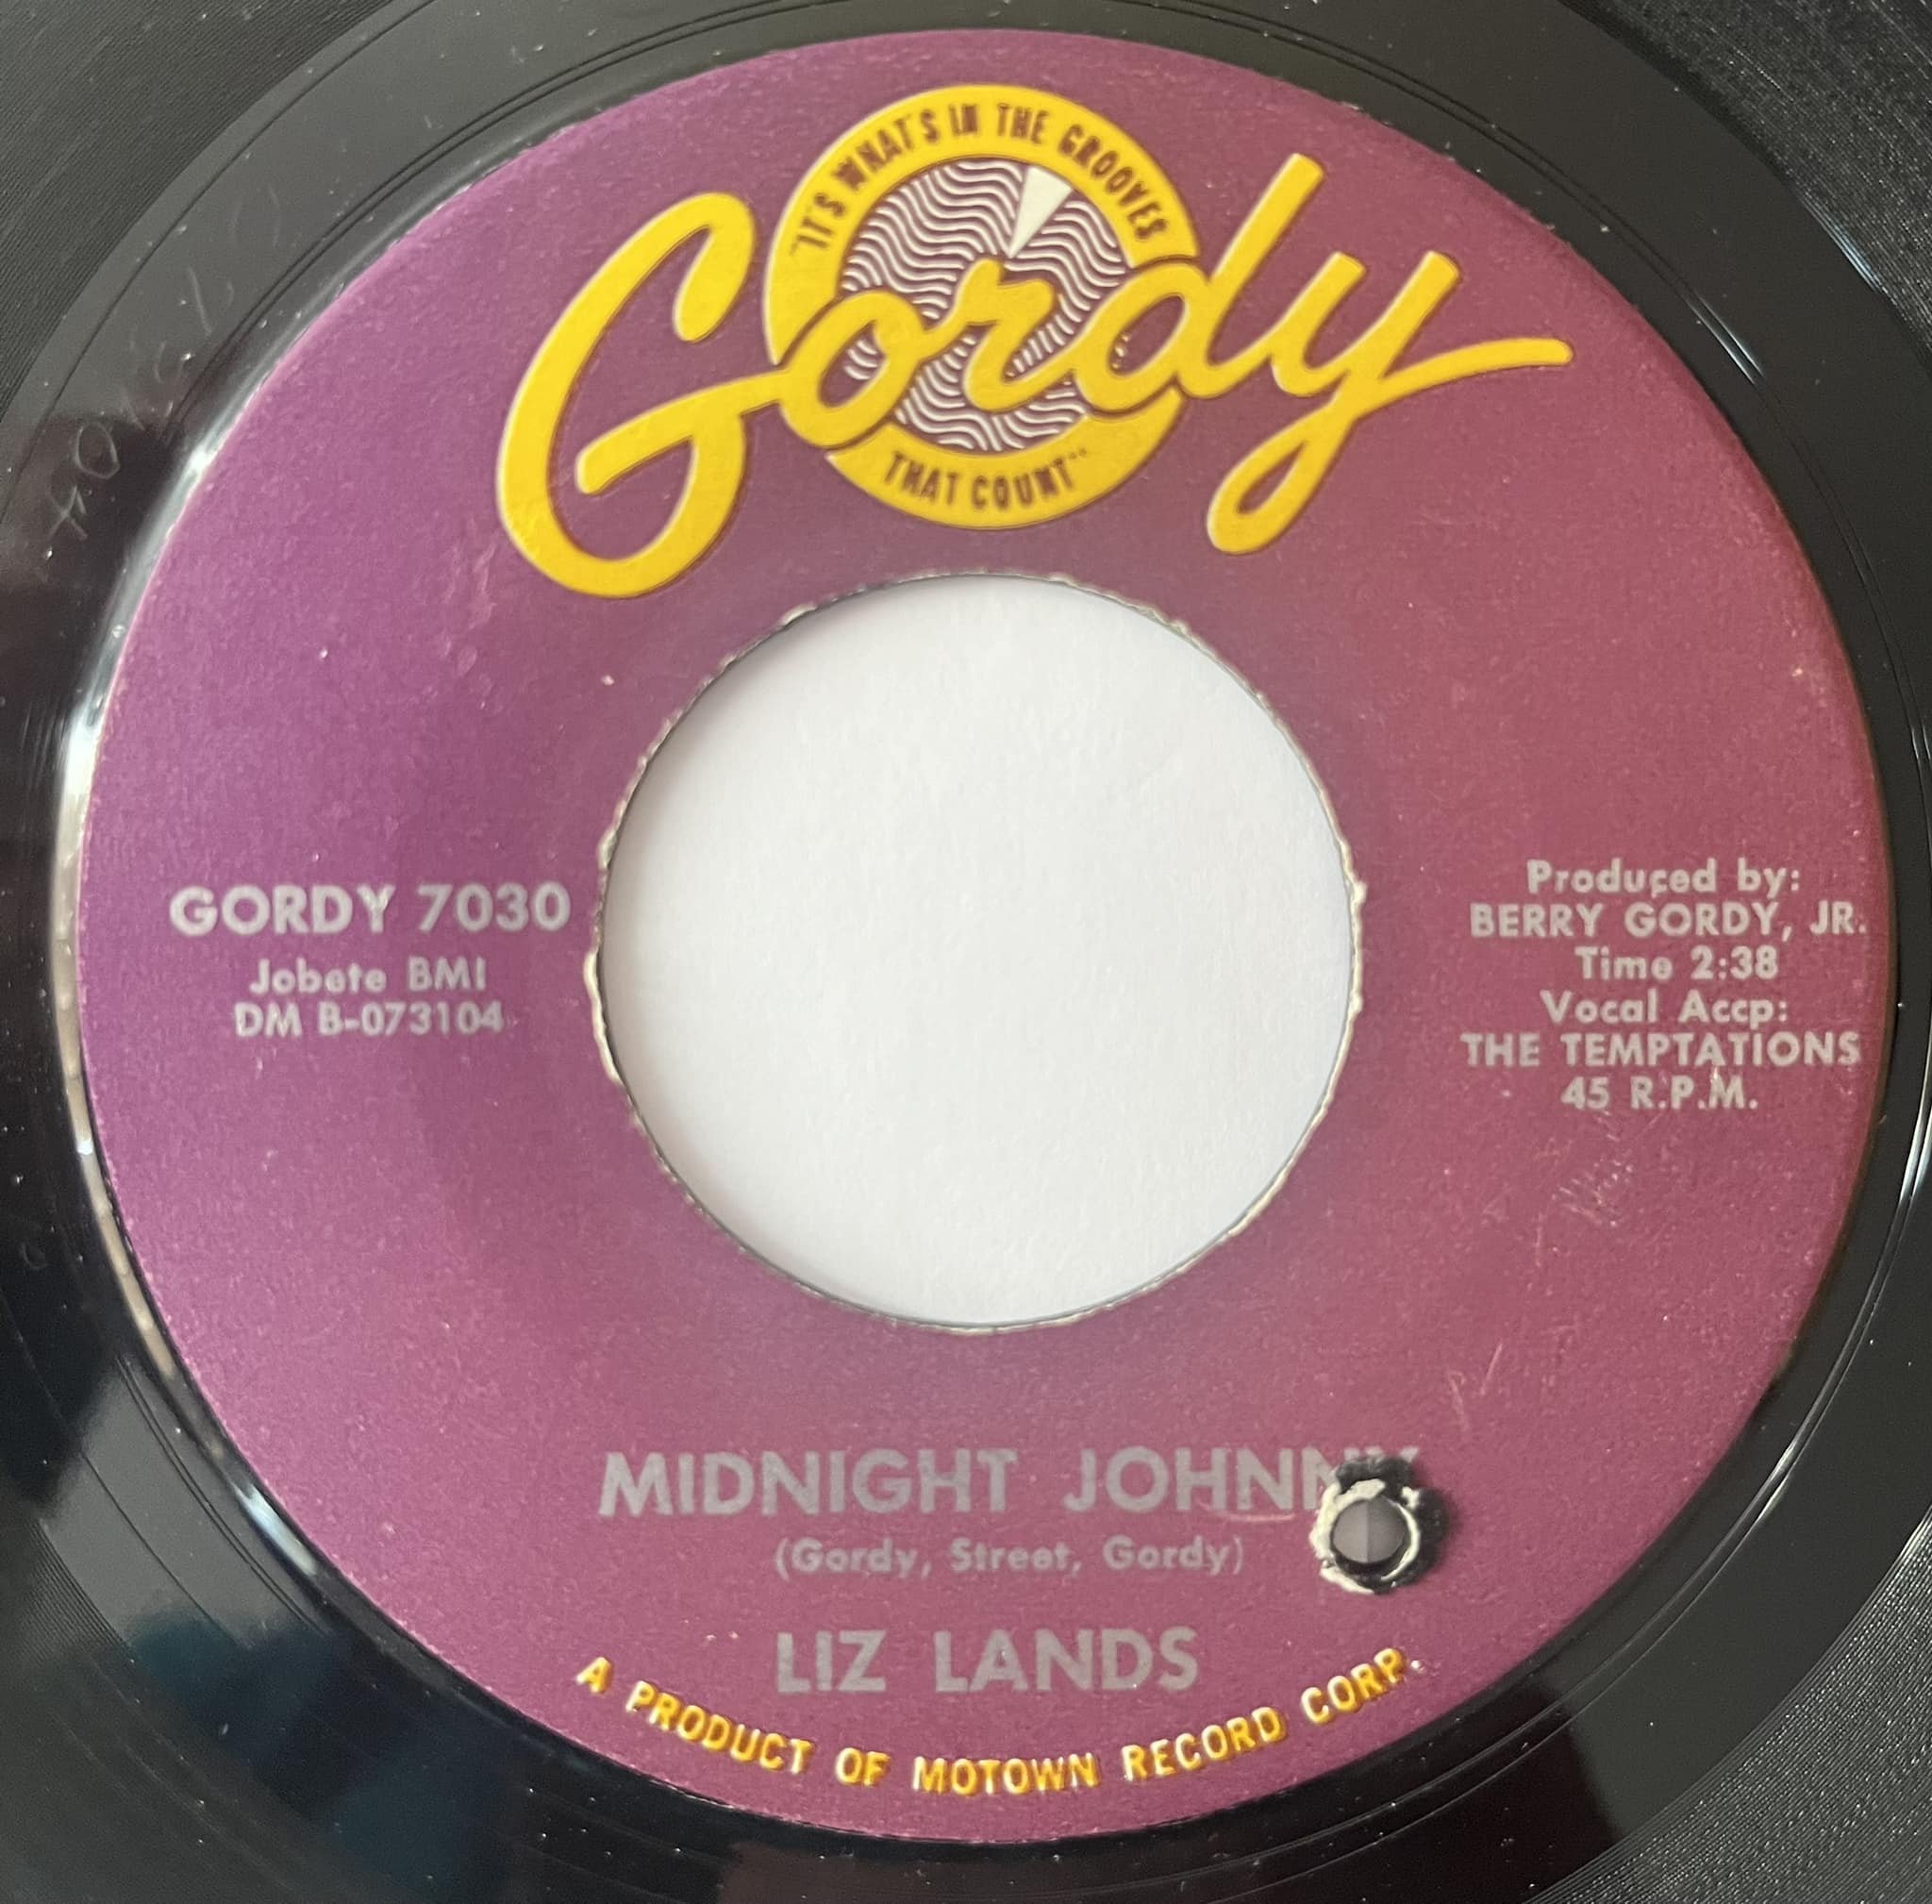 "IT'S WHAT'S IN THE GROOVES
Gordy
THAT COUNT"
GORDY 7030
Jobete BMI
DM B-073104
Produced by:
BERRY GORDY, JR.
Time 2:38
Vocal Accp:
THE TEMPTATIONS
45 R.P.M.
MIDNIGHT JOHNNY
(Gordy, Street, Gordy)
LIZ LANDS
A PRODUCT OF MOTOWN RECORD CORP.